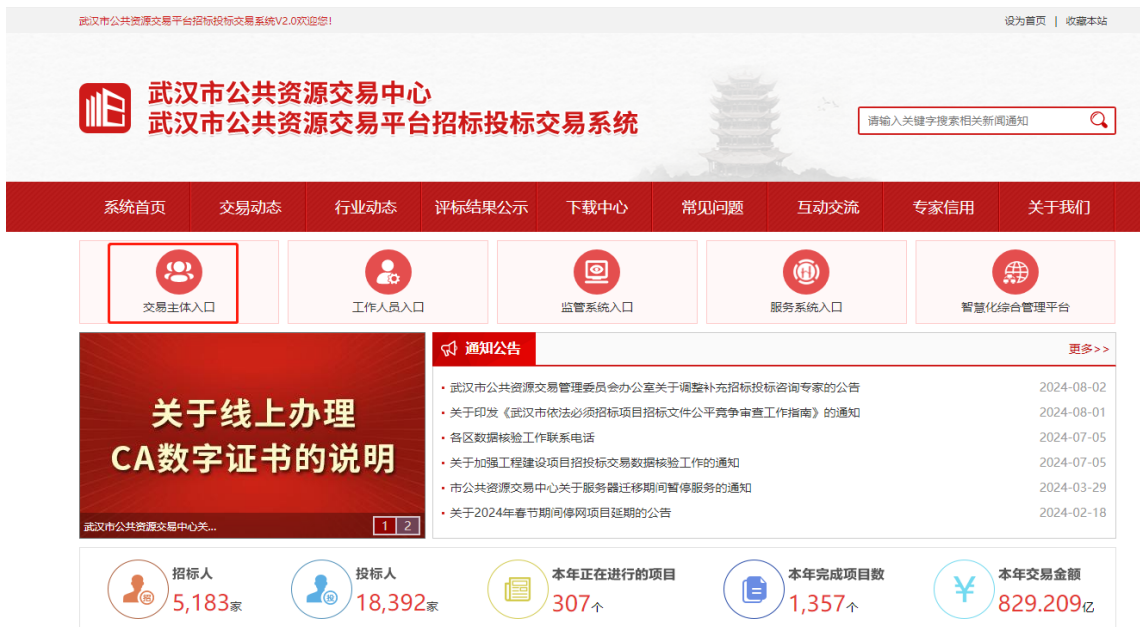 武汉市公共资源交易平台招标投标交易系统V2.0欢迎您!
设为首页 | 收藏本站
武汉市公共资源交易中心
武汉市公共资源交易平台招标投标交易系统
请输入关键字搜索相关新闻通知
系统首页 交易动态 行业动态 评标结果公示 下载中心 常见问题 互动交流 专家信用 关于我们
交易主体入口 工作人员入口 监管系统入口 服务系统入口 智慧化综合管理平台
关于线上办理
CA数字证书的说明
武汉市公共资源交易中心关...
1 2
通知公告 更多>>
武汉市公共资源交易管理委员会办公室关于调整补充招标投标咨询专家的公告 2024-08-02
关于印发《武汉市依法必须招标项目招标文件公平竞争审查工作指南》的通知 2024-08-01
各区数据核验工作联系电话 2024-07-05
关于加强工程建设项目招投标交易数据核验工作的通知 2024-07-05
市公共资源交易中心关于服务器迁移期间暂停服务的通知 2024-03-29
关于2024年春节期间停网项目延期的公告 2024-02-18
招
招标人
5,183家
投
投标人
18,392家
本年正在进行的项目
307个
本年完成项目数
1,357个
¥
本年交易金额
829.209亿